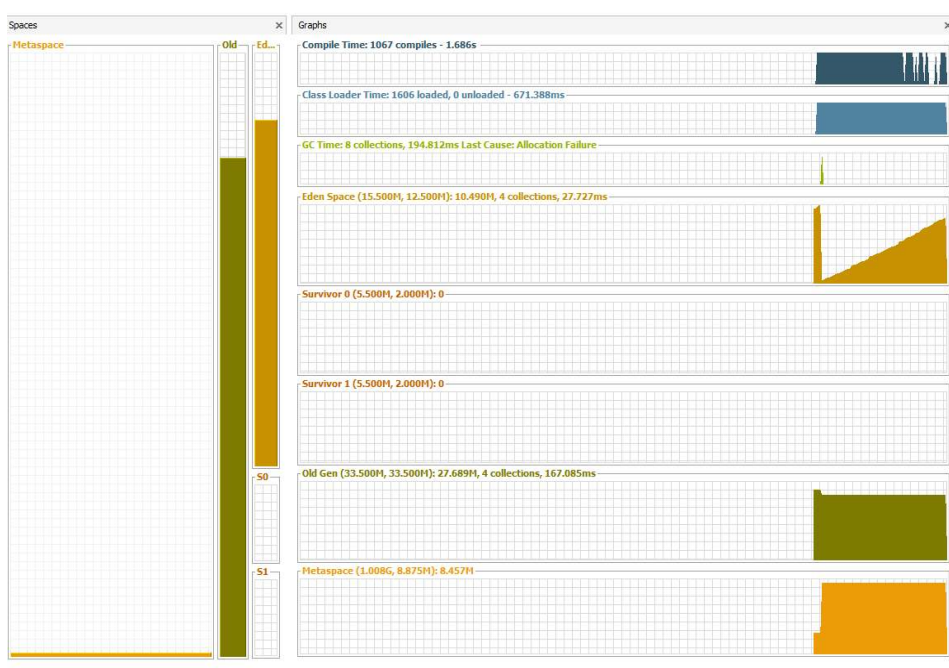 Spaces
Graphs
Metaspace
Old
Ed...
S0
S1
Compile Time: 1067 compiles - 1.686s
Class Loader Time: 1606 loaded, 0 unloaded - 671.388ms
GC Time: 8 collections, 194.812ms Last Cause: Allocation Failure
Eden Space (15.500M, 12.500M): 10.490M, 4 collections, 27.727ms
Survivor 0 (5.500M, 2.000M): 0
Survivor 1 (5.500M, 2.000M): 0
Old Gen (33.500M, 33.500M): 27.689M, 4 collections, 167.085ms
Metaspace (1.008G, 8.875M): 8.457M